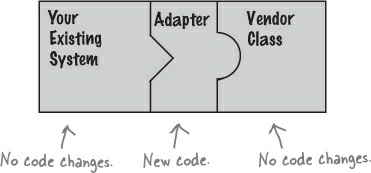 Your
Existing
System
Adapter
Vendor
Class
No code changes.
New code.
No code changes.